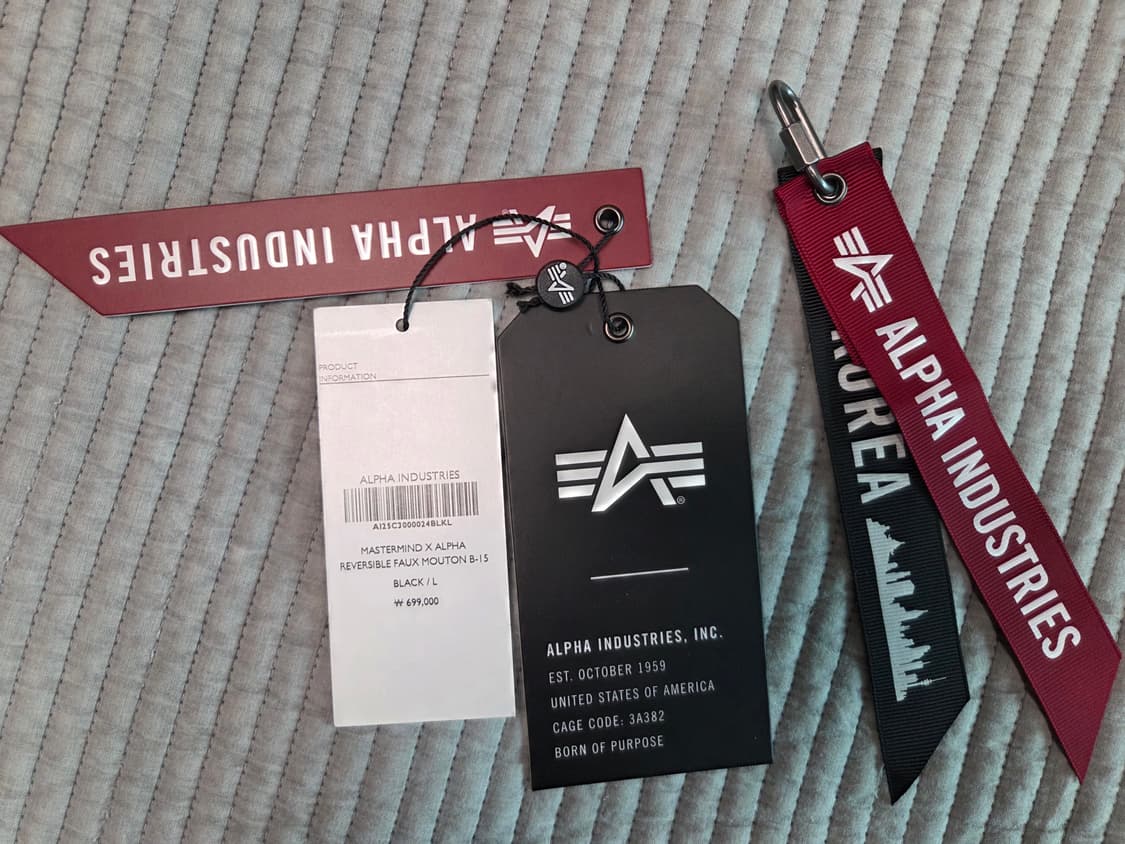 ALPHA INDUSTRIES
PRODUCT
INFORMATION
ALPHA INDUSTRIES
AI25CJ000024BLKL
MASTERMIND X ALPHA
REVERSIBLE FAUX MOUTON B-15
BLACK / L
₩ 699,000
®
ALPHA INDUSTRIES, INC.
EST. OCTOBER 1959
UNITED STATES OF AMERICA
CAGE CODE: 3A382
BORN OF PURPOSE
KOREA
ALPHA INDUSTRIES